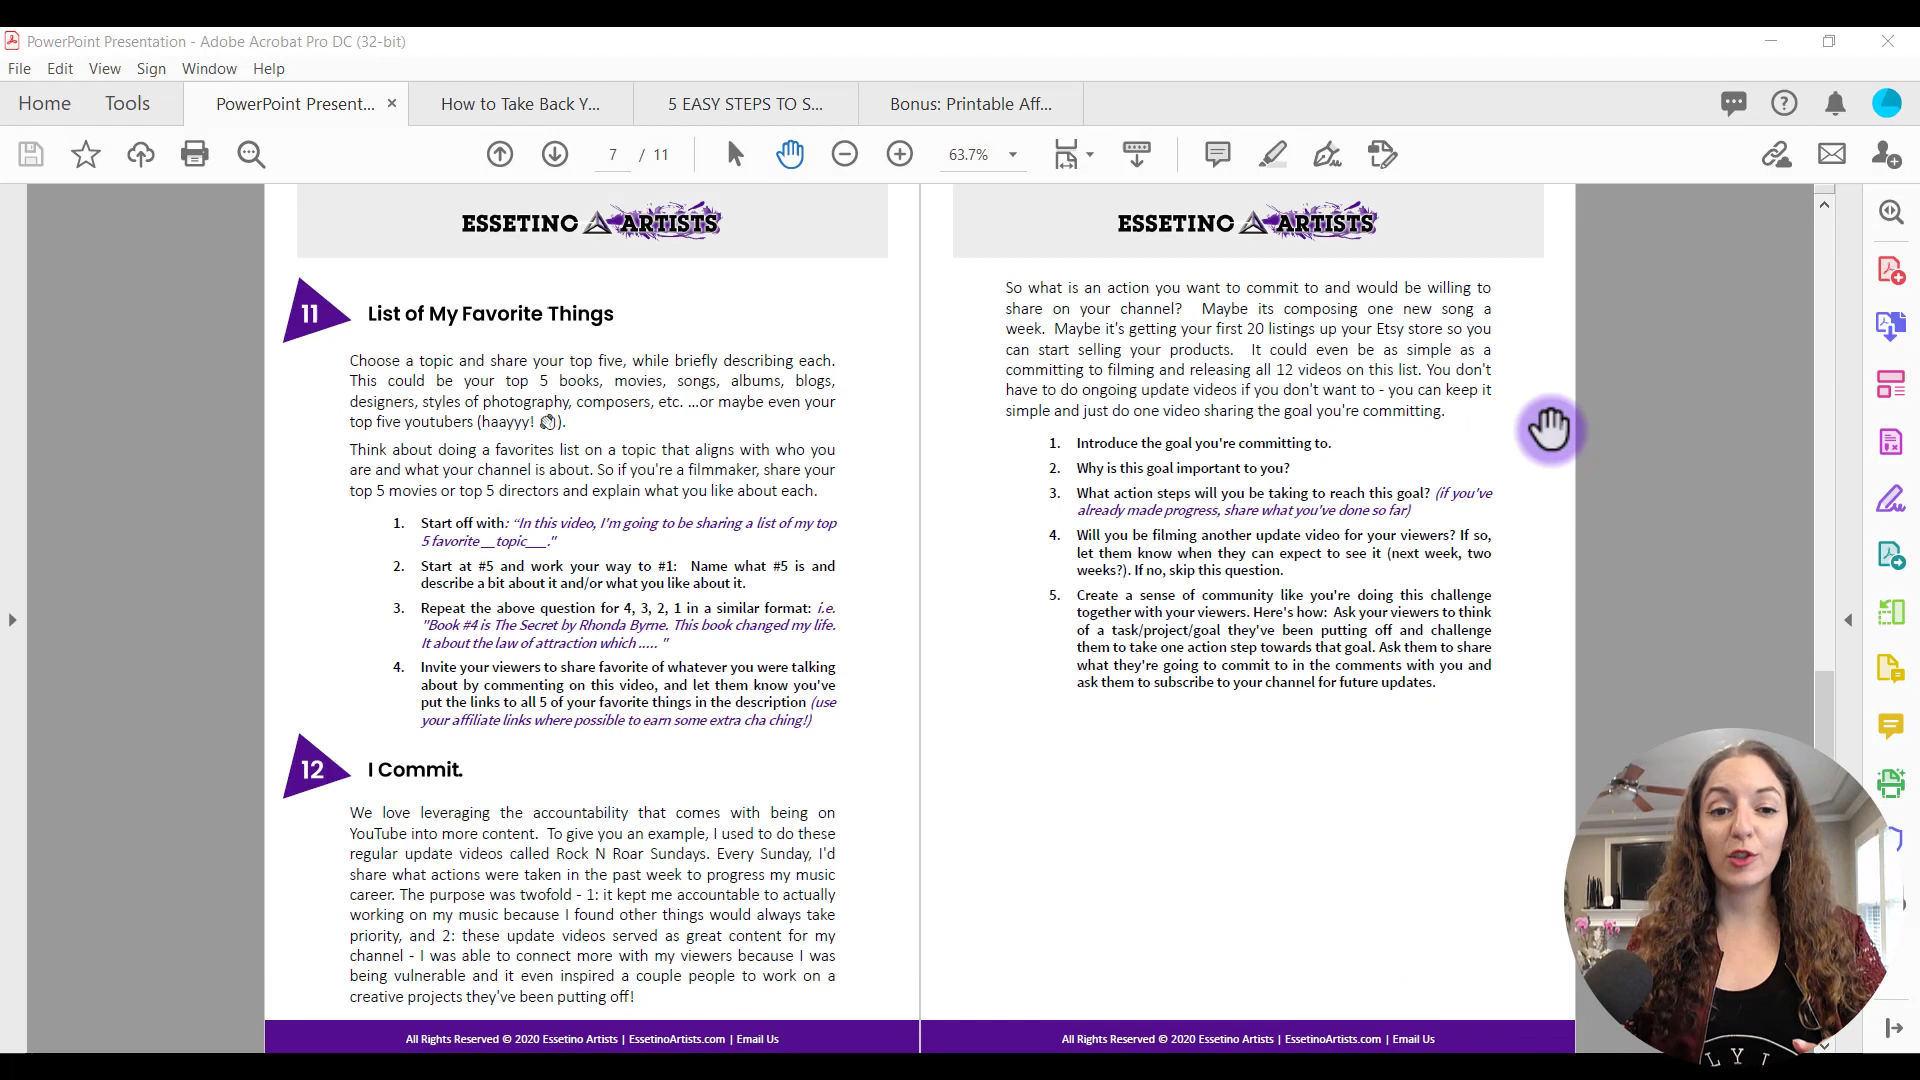 PowerPoint Presentation - Adobe Acrobat Pro DC (32-bit)
File Edit View Sign Window Help
Home Tools PowerPoint Present... × How to Take Back Y... 5 EASY STEPS TO S... Bonus: Printable Aff...
7 / 11 63.7%
ESSETINO ARTISTS
11 List of My Favorite Things
Choose a topic and share your top five, while briefly describing each.
This could be your top 5 books, movies, songs, albums, blogs,
designers, styles of photography, composers, etc. ...or maybe even your
top five youtubers (haayyy! 👏).
Think about doing a favorites list on a topic that aligns with who you
are and what your channel is about. So if you're a filmmaker, share your
top 5 movies or top 5 directors and explain what you like about each.
1. Start off with: “In this video, I'm going to be sharing a list of my top
5 favorite __topic___."
2. Start at #5 and work your way to #1: Name what #5 is and
describe a bit about it and/or what you like about it.
3. Repeat the above question for 4, 3, 2, 1 in a similar format: i.e.
"Book #4 is The Secret by Rhonda Byrne. This book changed my life.
It about the law of attraction which ..... "
4. Invite your viewers to share favorite of whatever you were talking
about by commenting on this video, and let them know you've
put the links to all 5 of your favorite things in the description (use
your affiliate links where possible to earn some extra cha ching!)
12 I Commit.
We love leveraging the accountability that comes with being on
YouTube into more content. To give you an example, I used to do these
regular update videos called Rock N Roar Sundays. Every Sunday, I'd
share what actions were taken in the past week to progress my music
career. The purpose was twofold - 1: it kept me accountable to actually
working on my music because I found other things would always take
priority, and 2: these update videos served as great content for my
channel - I was able to connect more with my viewers because I was
being vulnerable and it even inspired a couple people to work on a
creative projects they've been putting off!
All Rights Reserved © 2020 Essetino Artists | EssetinoArtists.com | Email Us
ESSETINO ARTISTS
So what is an action you want to commit to and would be willing to
share on your channel? Maybe its composing one new song a
week. Maybe it's getting your first 20 listings up your Etsy store so you
can start selling your products. It could even be as simple as a
committing to filming and releasing all 12 videos on this list. You don't
have to do ongoing update videos if you don't want to - you can keep it
simple and just do one video sharing the goal you're committing.
1. Introduce the goal you're committing to.
2. Why is this goal important to you?
3. What action steps will you be taking to reach this goal? (if you've
already made progress, share what you've done so far)
4. Will you be filming another update video for your viewers? If so,
let them know when they can expect to see it (next week, two
weeks?). If no, skip this question.
5. Create a sense of community like you're doing this challenge
together with your viewers. Here's how: Ask your viewers to think
of a task/project/goal they've been putting off and challenge
them to take one action step towards that goal. Ask them to share
what they're going to commit to in the comments with you and
ask them to subscribe to your channel for future updates.
All Rights Reserved © 2020 Essetino Artists | EssetinoArtists.com | Email Us